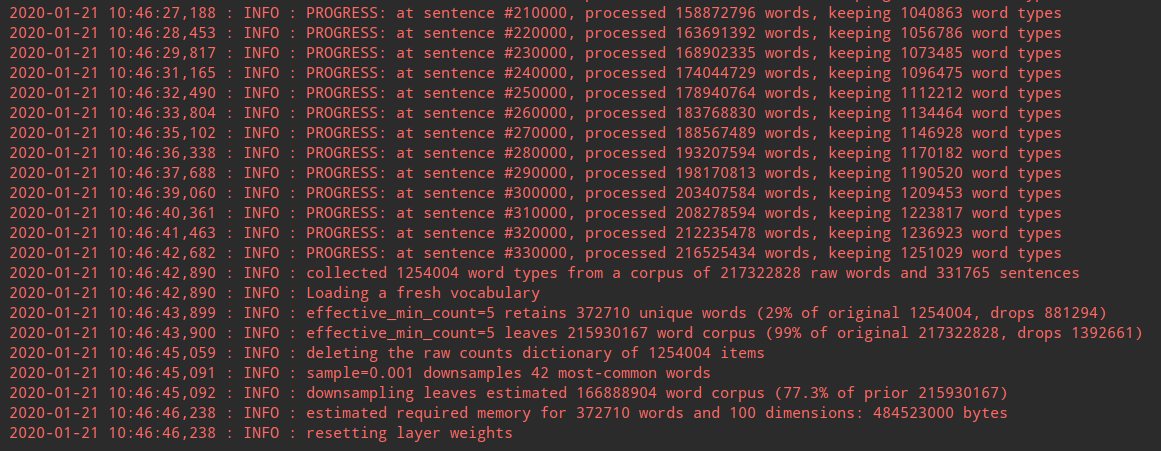 2020-01-21 10:46:27,188 : INFO : PROGRESS: at sentence #210000, processed 158872796 words, keeping 1040863 word types
2020-01-21 10:46:28,453 : INFO : PROGRESS: at sentence #220000, processed 163691392 words, keeping 1056786 word types
2020-01-21 10:46:29,817 : INFO : PROGRESS: at sentence #230000, processed 168902335 words, keeping 1073485 word types
2020-01-21 10:46:31,165 : INFO : PROGRESS: at sentence #240000, processed 174044729 words, keeping 1096475 word types
2020-01-21 10:46:32,490 : INFO : PROGRESS: at sentence #250000, processed 178940764 words, keeping 1112212 word types
2020-01-21 10:46:33,804 : INFO : PROGRESS: at sentence #260000, processed 183768830 words, keeping 1134464 word types
2020-01-21 10:46:35,102 : INFO : PROGRESS: at sentence #270000, processed 188567489 words, keeping 1146928 word types
2020-01-21 10:46:36,338 : INFO : PROGRESS: at sentence #280000, processed 193207594 words, keeping 1170182 word types
2020-01-21 10:46:37,688 : INFO : PROGRESS: at sentence #290000, processed 198170813 words, keeping 1190520 word types
2020-01-21 10:46:39,060 : INFO : PROGRESS: at sentence #300000, processed 203407584 words, keeping 1209453 word types
2020-01-21 10:46:40,361 : INFO : PROGRESS: at sentence #310000, processed 208278594 words, keeping 1223817 word types
2020-01-21 10:46:41,463 : INFO : PROGRESS: at sentence #320000, processed 212235478 words, keeping 1236923 word types
2020-01-21 10:46:42,682 : INFO : PROGRESS: at sentence #330000, processed 216525434 words, keeping 1251029 word types
2020-01-21 10:46:42,890 : INFO : collected 1254004 word types from a corpus of 217322828 raw words and 331765 sentences
2020-01-21 10:46:42,890 : INFO : Loading a fresh vocabulary
2020-01-21 10:46:43,899 : INFO : effective_min_count=5 retains 372710 unique words (29% of original 1254004, drops 881294)
2020-01-21 10:46:43,900 : INFO : effective_min_count=5 leaves 215930167 word corpus (99% of original 217322828, drops 1392661)
2020-01-21 10:46:45,059 : INFO : deleting the raw counts dictionary of 1254004 items
2020-01-21 10:46:45,091 : INFO : sample=0.001 downsamples 42 most-common words
2020-01-21 10:46:45,092 : INFO : downsampling leaves estimated 166888904 word corpus (77.3% of prior 215930167)
2020-01-21 10:46:46,238 : INFO : estimated required memory for 372710 words and 100 dimensions: 484523000 bytes
2020-01-21 10:46:46,238 : INFO : resetting layer weights